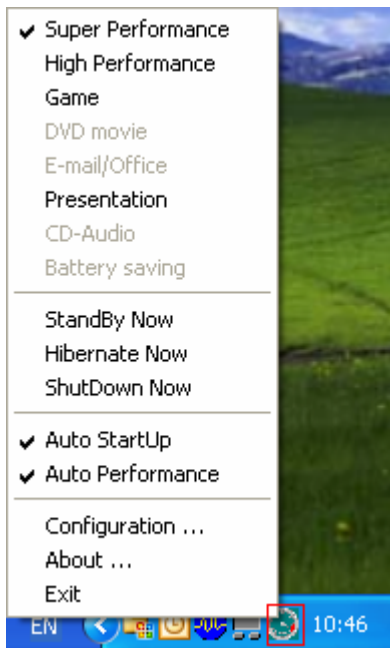 Super Performance
High Performance
Game
DVD movie
E-mail/Office
Presentation
CD-Audio
Battery saving
StandBy Now
Hibernate Now
ShutDown Now
Auto StartUp
Auto Performance
Configuration ...
About ...
Exit
EN 10:46